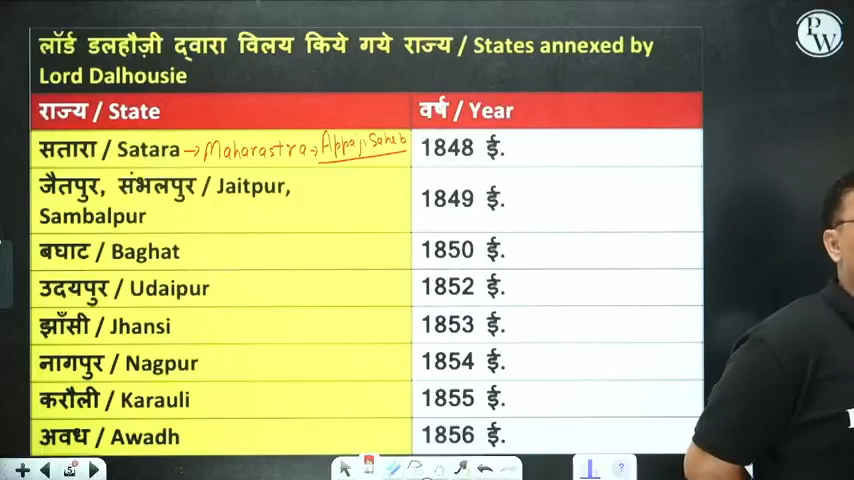 लॉर्ड डलहौज़ी द्वारा विलय किये गये राज्य / States annexed by
Lord Dalhousie
राज्य / State वर्ष / Year
सतारा / Satara → Maharastra → Appaji Saheb 1848 ई.
जैतपुर, संभलपुर / Jaitpur,
Sambalpur 1849 ई.
बघाट / Baghat 1850 ई.
उदयपुर / Udaipur 1852 ई.
झाँसी / Jhansi 1853 ई.
नागपुर / Nagpur 1854 ई.
करौली / Karauli 1855 ई.
अवध / Awadh 1856 ई.
PW